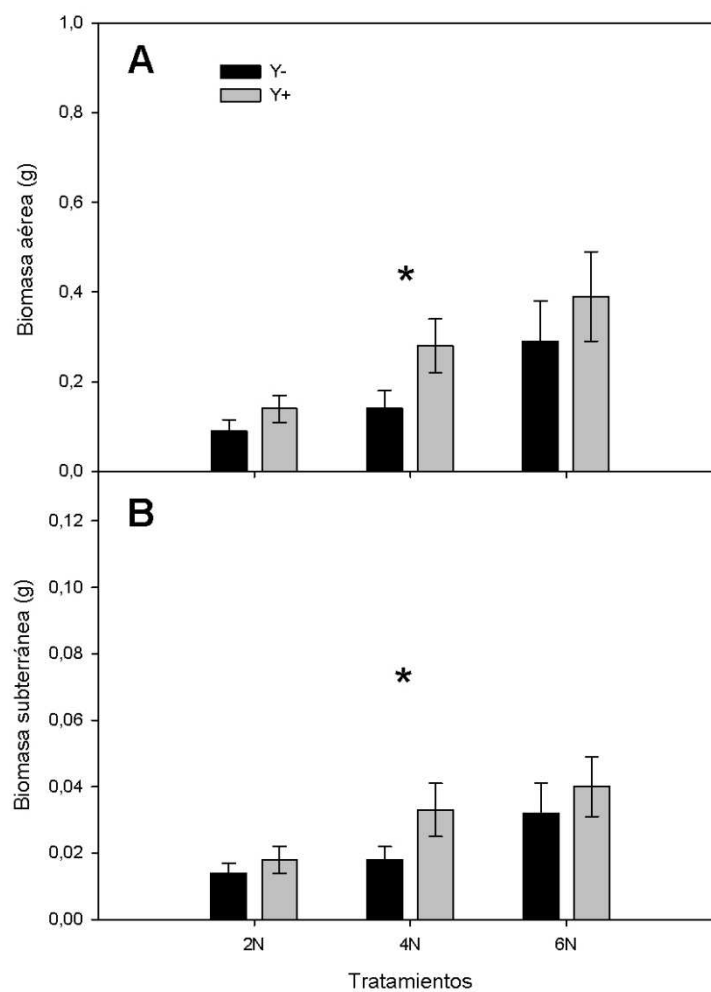 A
Y-
Y+
Biomasa aérea (g)
1,0
0,8
0,6
0,4
0,2
0,0
*
B
Biomasa subterránea (g)
0,12
0,10
0,08
0,06
0,04
0,02
0,00
*
2N 4N 6N
Tratamientos